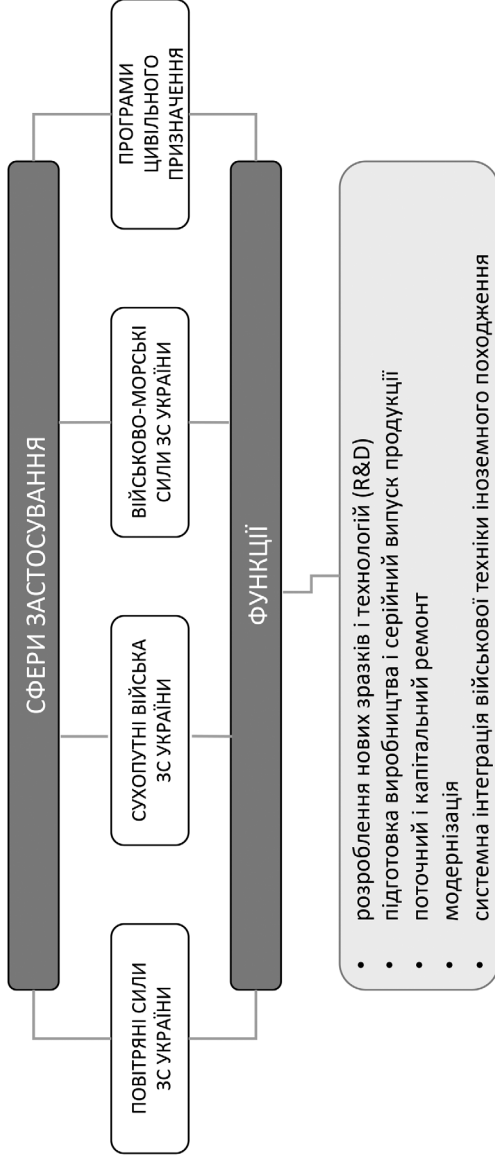 СФЕРИ ЗАСТОСУВАННЯ
ПОВІТРЯНІ СИЛИ
ЗС УКРАЇНИ
СУХОПУТНІ ВІЙСЬКА
ЗС УКРАЇНИ
ВІЙСЬКОВО-МОРСЬКІ
СИЛИ ЗС УКРАЇНИ
ПРОГРАМИ
ЦИВІЛЬНОГО
ПРИЗНАЧЕННЯ
ФУНКЦІЇ
• розроблення нових зразків і технологій (R&D)
• підготовка виробництва і серійний випуск продукції
• поточний і капітальний ремонт
• модернізація
• системна інтеграція військової техніки іноземного походження